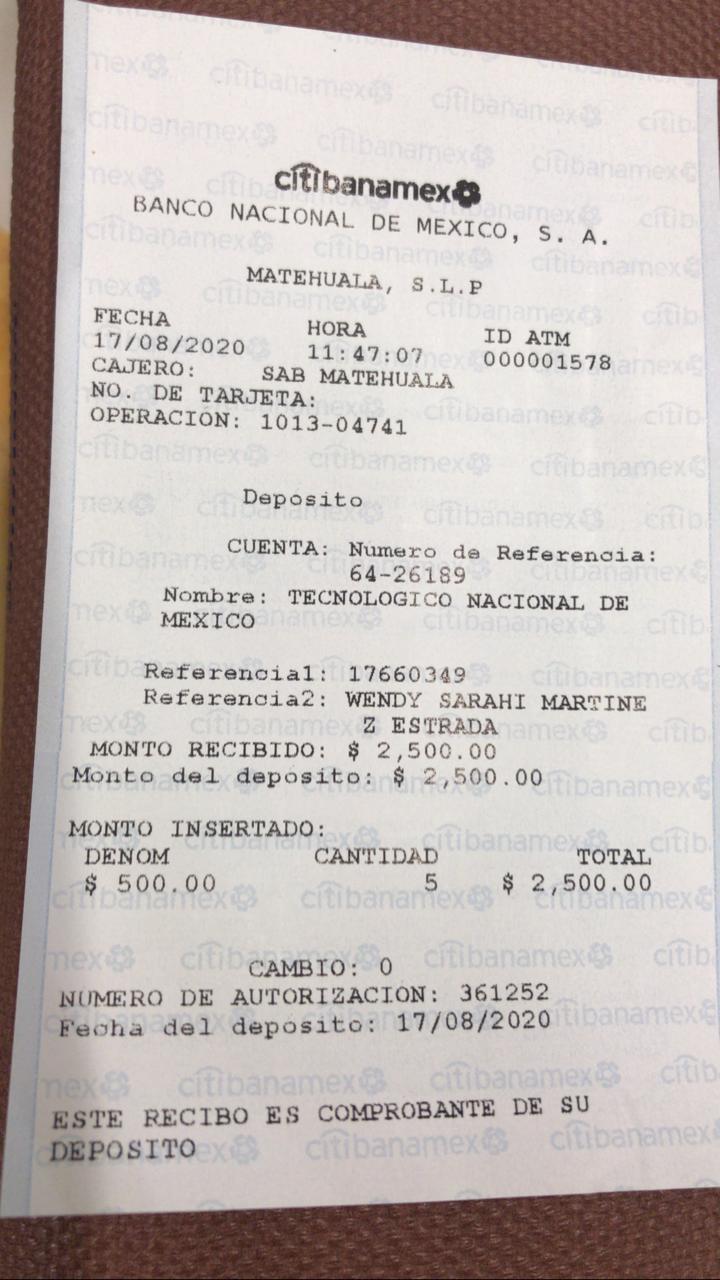 citibanamex
BANCO NACIONAL DE MEXICO, S. A.
MATEHUALA, S.L.P
FECHA HORA ID ATM
17/08/2020 11:47:07 000001578
CAJERO: SAB MATEHUALA
NO. DE TARJETA:
OPERACION: 1013-04741
Deposito
CUENTA: Numero de Referencia:
64-26189
Nombre: TECNOLOGICO NACIONAL DE
MEXICO
Referencia1: 17660349
Referencia2: WENDY SARAHI MARTINE
Z ESTRADA
MONTO RECIBIDO: $ 2,500.00
Monto del deposito: $ 2,500.00
MONTO INSERTADO:
DENOM CANTIDAD TOTAL
$ 500.00 5 $ 2,500.00
CAMBIO: 0
NUMERO DE AUTORIZACION: 361252
Fecha del deposito: 17/08/2020
ESTE RECIBO ES COMPROBANTE DE SU
DEPOSITO